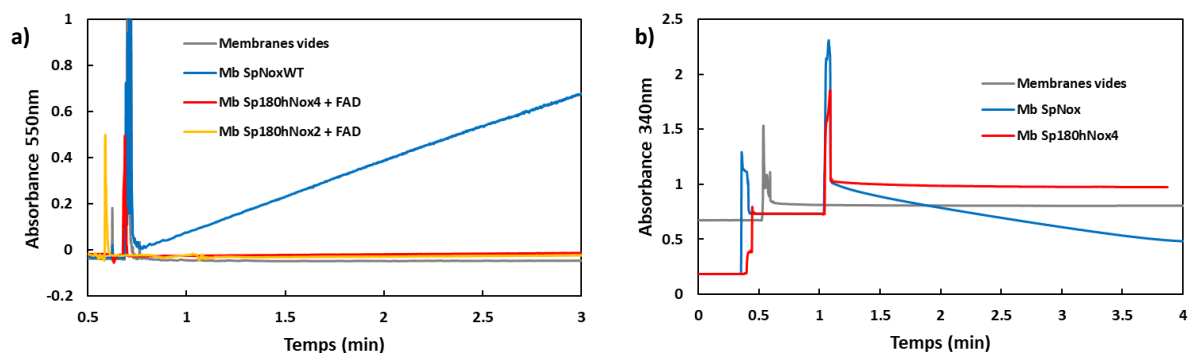 a)
Absorbance 550nm
1
0.8
0.6
0.4
0.2
0
-0.2
Membranes vides
Mb SpNoxWT
Mb Sp180hNox4 + FAD
Mb Sp180hNox2 + FAD
0.5
1
1.5
2
2.5
3
Temps (min)
b)
Absorbance 340nm
2.5
2
1.5
1
0.5
0
Membranes vides
Mb SpNox
Mb Sp180hNox4
0
0.5
1
1.5
2
2.5
3
3.5
4
Temps (min)